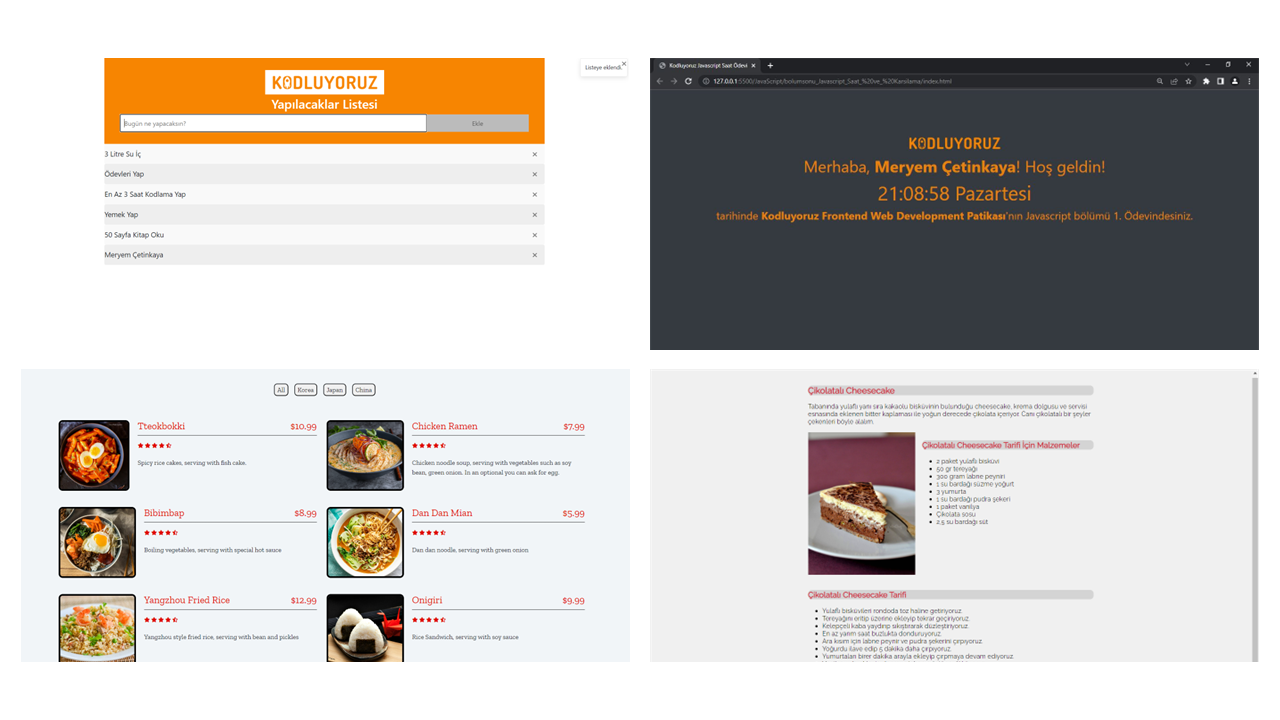 KODLUYORUZ
Yapılacaklar Listesi
Bugün ne yapacaksın?
Ekle
3 Litre Su İç
Ödevleri Yap
En Az 3 Saat Kodlama Yap
Yemek Yap
50 Sayfa Kitap Oku
Meryem Çetinkaya
Listeye eklendi.
Kodluyoruz Javascript Saat Ödevi
127.0.0.1:5500/JavaScript/bolumsonu_Javascript_Saat_%20ve_%20Karsilama/index.html
KODLUYORUZ
Merhaba, Meryem Çetinkaya! Hoş geldin!
21:08:58 Pazartesi
tarihinde Kodluyoruz Frontend Web Development Patikası'nın Javascript bölümü 1. Ödevindesiniz.
All Korea Japan China
Tteokbokki $10.99
Spicy rice cakes, serving with fish cake.
Chicken Ramen $7.99
Chicken noodle soup, serving with vegetables such as soy
bean, green onion. In an optional you can ask for egg.
Bibimbap $8.99
Boiling vegetables, serving with special hot sauce
Dan Dan Mian $5.99
Dan dan noodle, serving with green onion
Yangzhou Fried Rice $12.99
Yangzhou style fried rice, serving with bean and pickles
Onigiri $9.99
Rice Sandwich, serving with soy sauce
Çikolatalı Cheesecake
Tabanında yulaflı yanı sıra kakaolu bisküvinin bulunduğu cheesecake, krema dolgusu ve servisi
esnasında eklenen bitter kaplaması ile yoğun derecede çikolata içeriyor. Canı çikolatalı bir şeyler
çekenleri böyle alalım.
Çikolatalı Cheesecake Tarifi İçin Malzemeler
2 paket yulaflı bisküvi
50 gr tereyağı
300 gram labne peyniri
1 su bardağı süzme yoğurt
3 yumurta
1 su bardağı pudra şekeri
1 paket vanilya
Çikolata sosu
2,5 su bardağı süt
Çikolatalı Cheesecake Tarifi
Yulaflı bisküvileri rondoda toz haline getiriyoruz.
Tereyağını eritip üzerine ekleyip tekrar geçiriyoruz.
Kelepçeli kaba yaydırıp sıkıştırarak düzleştiriyoruz.
En az yarım saat buzlukta donduruyoruz.
Ara kısım için labne peynir ve pudra şekerini çırpıyoruz.
Yoğurdu ilave edip 5 dakika daha çırpıyoruz.
Yumurtaları birer dakika arayla ekleyip çırpmaya devam ediyoruz.